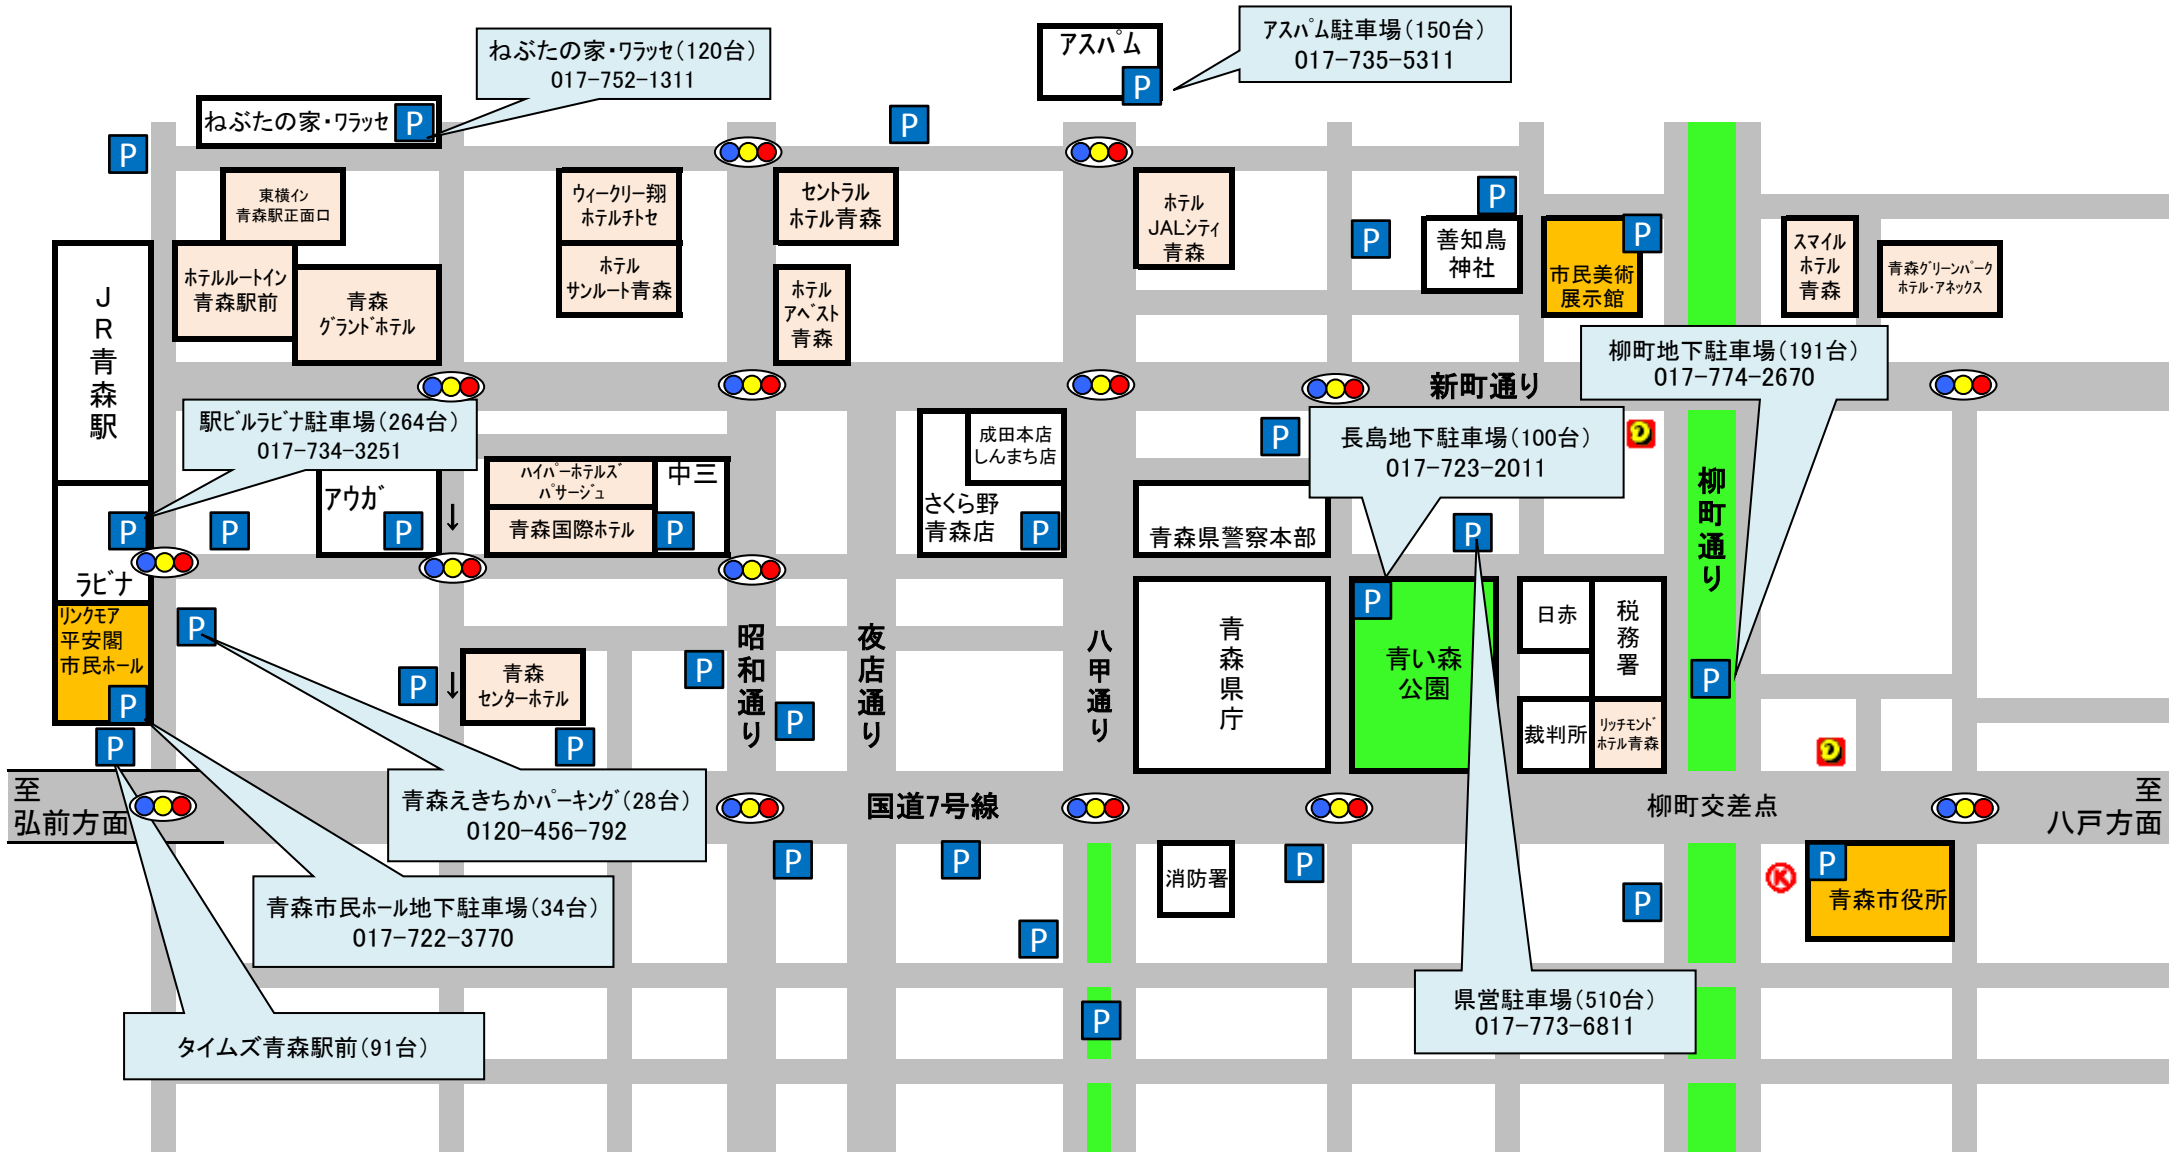 アスパム
P
アスパム駐車場(150台)
017-735-5311
ねぶたの家・ワラッセ(120台)
017-752-1311
ねぶたの家・ワラッセ
P
P
P
東横イン
青森駅正面口
ウィークリー翔
ホテルチトセ
セントラル
ホテル青森
ホテル
JALシティ
青森
P
P
善知鳥
神社
P
市民美術
展示館
スマイル
ホテル
青森
青森グリーンパーク
ホテル・アネックス
JR青森駅
ホテルルートイン
青森駅前
青森
グランドホテル
ホテル
サンルート青森
ホテル
アベスト
青森
柳町地下駐車場(191台)
017-774-2670
新町通り
駅ビルラビナ駐車場(264台)
017-734-3251
P
長島地下駐車場(100台)
017-723-2011
成田本店
しんまち店
さくら野
青森店
P
ハイパーホテルズ
パサージュ
青森国際ホテル
中三
P
アウガ
P
↓
P
P
ラビナ
青森県警察本部
P
柳町通り
リンクモア
平安閣
市民ホール
P
P
P
↓
青森
センターホテル
P
P
昭和通り
P
夜店通り
八甲通り
青森県庁
P
青い森
公園
日赤
税務署
裁判所
リッチモンド
ホテル青森
P
P
至
弘前方面
青森えきちかパーキング(28台)
0120-456-792
国道7号線
柳町交差点
至
八戸方面
P
P
消防署
P
P
K
P
青森市役所
青森市民ホール地下駐車場(34台)
017-722-3770
P
P
県営駐車場(510台)
017-773-6811
タイムズ青森駅前(91台)